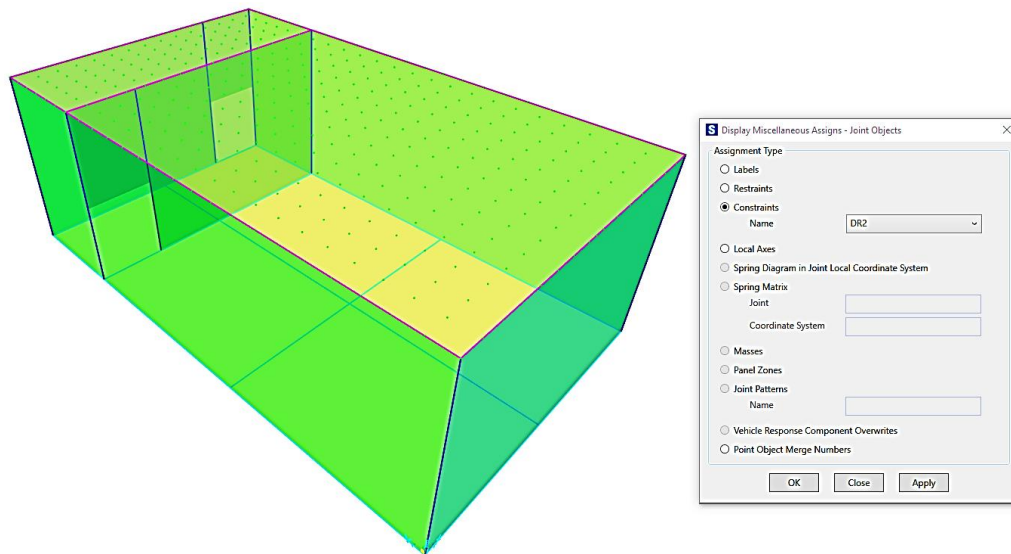 S Display Miscellaneous Assigns - Joint Objects
Assignment Type
Labels
Restraints
Constraints
Name DR2
Local Axes
Spring Diagram in Joint Local Coordinate System
Spring Matrix
Joint
Coordinate System
Masses
Panel Zones
Joint Patterns
Name
Vehicle Response Component Overwrites
Point Object Merge Numbers
OK Close Apply